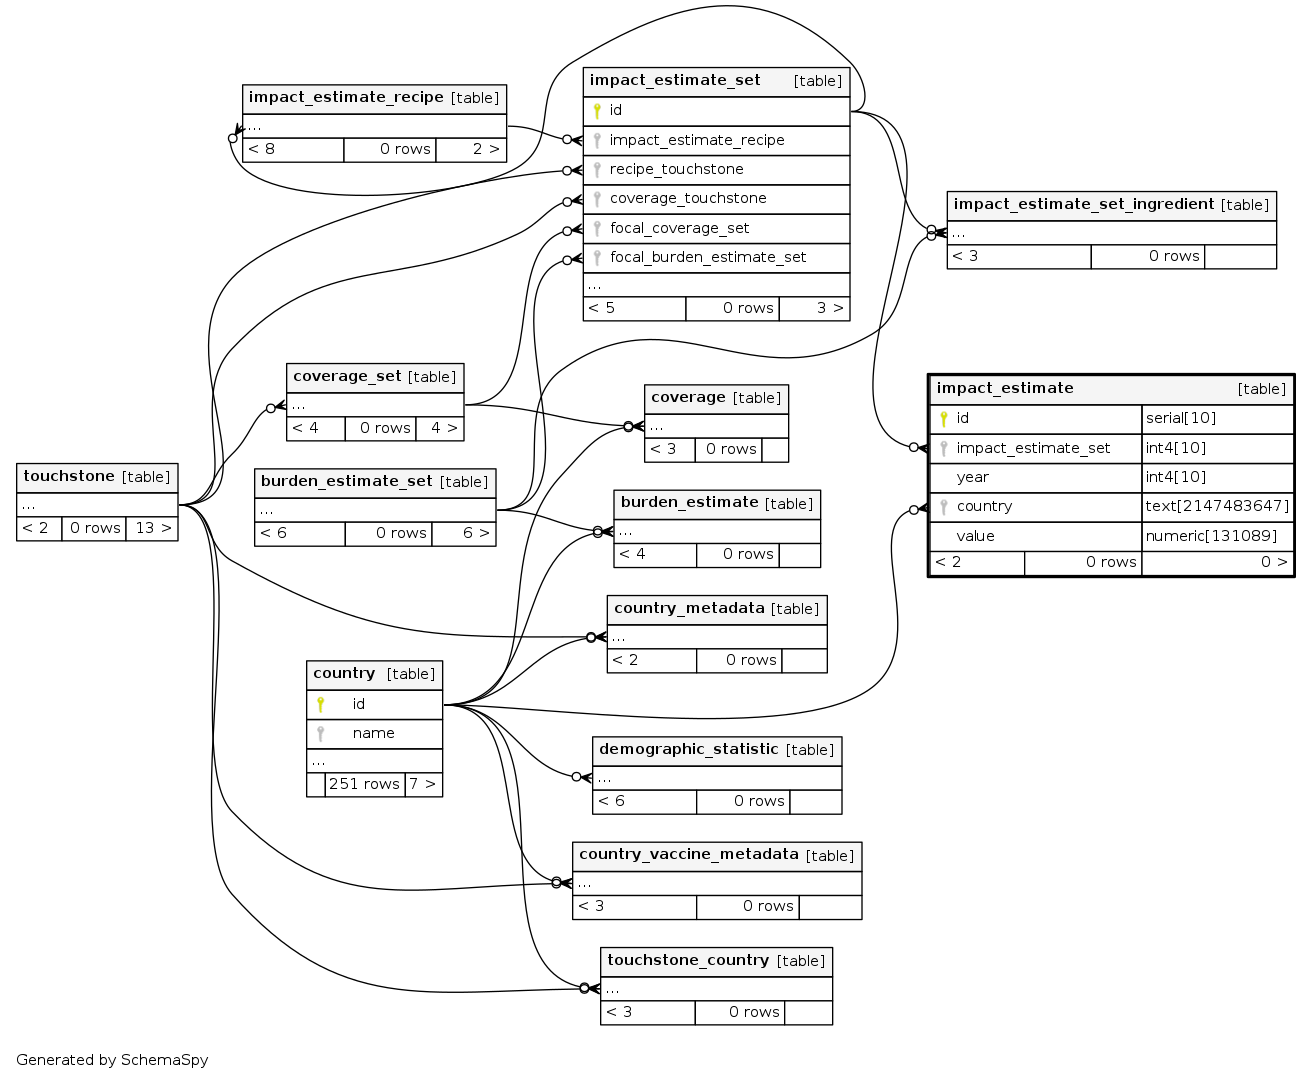 impact_estimate_set [table]
id
impact_estimate_recipe
recipe_touchstone
coverage_touchstone
focal_coverage_set
focal_burden_estimate_set
...
< 5 0 rows 3 >
impact_estimate_recipe [table]
...
< 8 0 rows 2 >
impact_estimate_set_ingredient [table]
...
< 3 0 rows
coverage_set [table]
...
< 4 0 rows 4 >
coverage [table]
...
< 3 0 rows
impact_estimate [table]
id serial[10]
impact_estimate_set int4[10]
year int4[10]
country text[2147483647]
value numeric[131089]
< 2 0 rows 0 >
touchstone [table]
...
< 2 0 rows 13 >
burden_estimate_set [table]
...
< 6 0 rows 6 >
burden_estimate [table]
...
< 4 0 rows
country_metadata [table]
...
< 2 0 rows
country [table]
id
name
...
251 rows 7 >
demographic_statistic [table]
...
< 6 0 rows
country_vaccine_metadata [table]
...
< 3 0 rows
touchstone_country [table]
...
< 3 0 rows
Generated by SchemaSpy